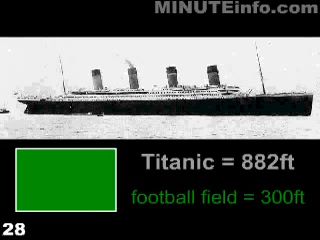 MINUTEinfo.com
Titanic = 882ft
football field = 300ft
28